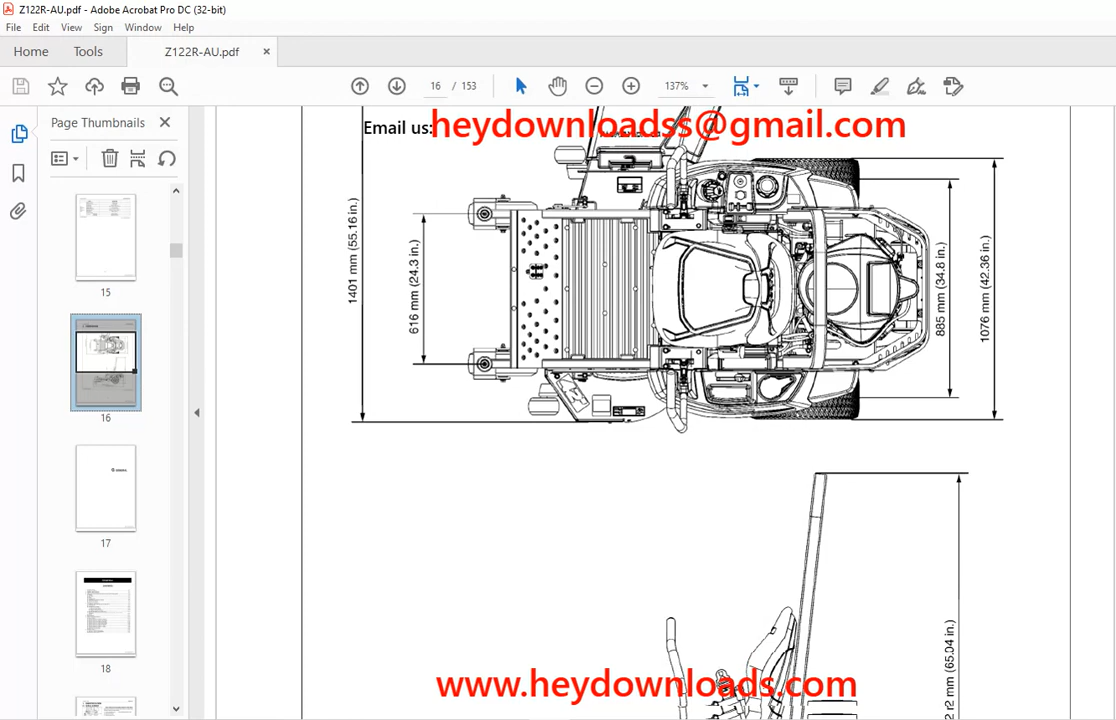 Z122R-AU.pdf - Adobe Acrobat Pro DC (32-bit)
File Edit View Sign Window Help
Home Tools Z122R-AU.pdf ×
16 / 153 137%
Page Thumbnails
15
16
17
18
Email us:heydownloadss@gmail.com
1401 mm (55.16 in.)
616 mm (24.3 in.)
885 mm (34.8 in.)
1076 mm (42.36 in.)
2 r2 mm (65.04 in.)
www.heydownloads.com